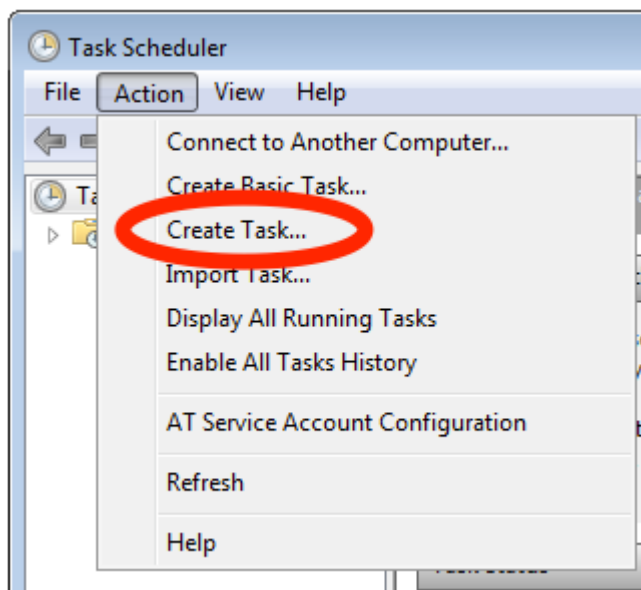 Task Scheduler
File Action View Help
Connect to Another Computer...
Create Basic Task...
Create Task...
Import Task...
Display All Running Tasks
Enable All Tasks History
AT Service Account Configuration
Refresh
Help